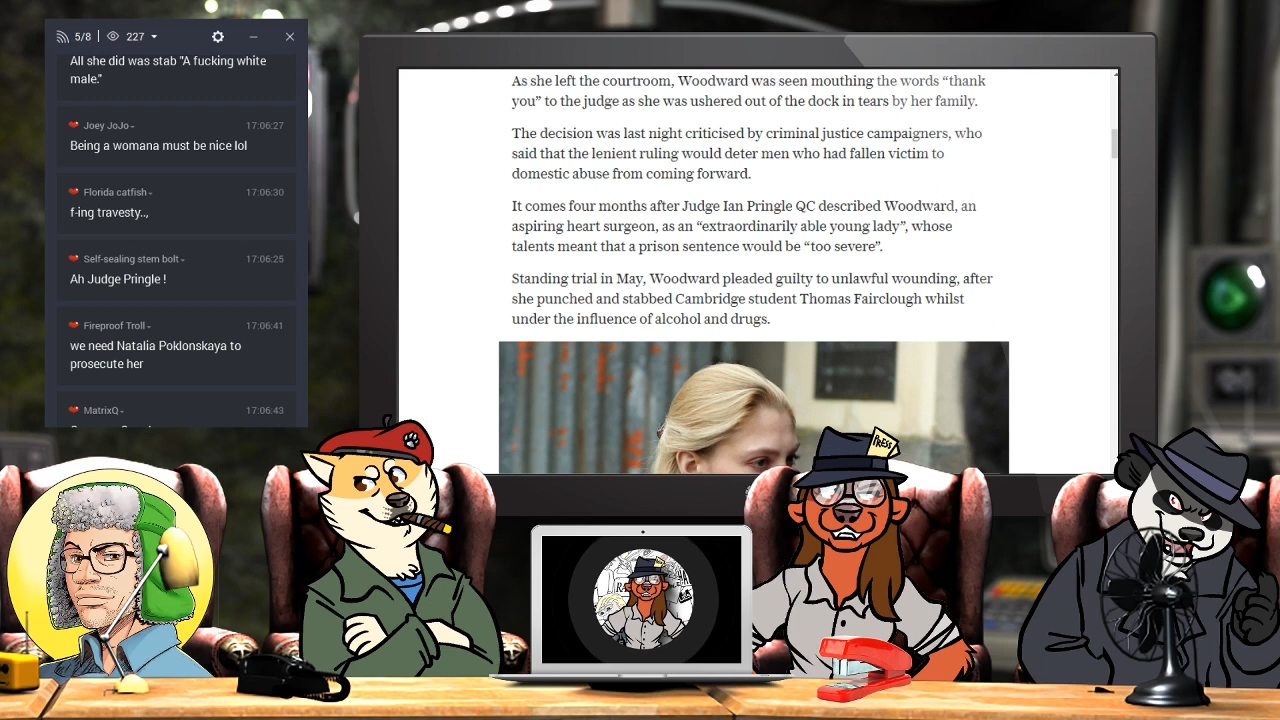 5/8 227
All she did was stab "A fucking white
male."
Joey JoJo
17:06:27
Being a womana must be nice lol
Florida catfish
17:06:30
f-ing travesty..,
Self-sealing stem bolt
17:06:25
Ah Judge Pringle !
Fireproof Troll
17:06:41
we need Natalia Poklonskaya to
prosecute her
MatrixQ
17:06:43
As she left the courtroom, Woodward was seen mouthing the words “thank
you” to the judge as she was ushered out of the dock in tears by her family.
The decision was last night criticised by criminal justice campaigners, who
said that the lenient ruling would deter men who had fallen victim to
domestic abuse from coming forward.
It comes four months after Judge Ian Pringle QC described Woodward, an
aspiring heart surgeon, as an “extraordinarily able young lady”, whose
talents meant that a prison sentence would be “too severe”.
Standing trial in May, Woodward pleaded guilty to unlawful wounding, after
she punched and stabbed Cambridge student Thomas Fairclough whilst
under the influence of alcohol and drugs.
PRESS